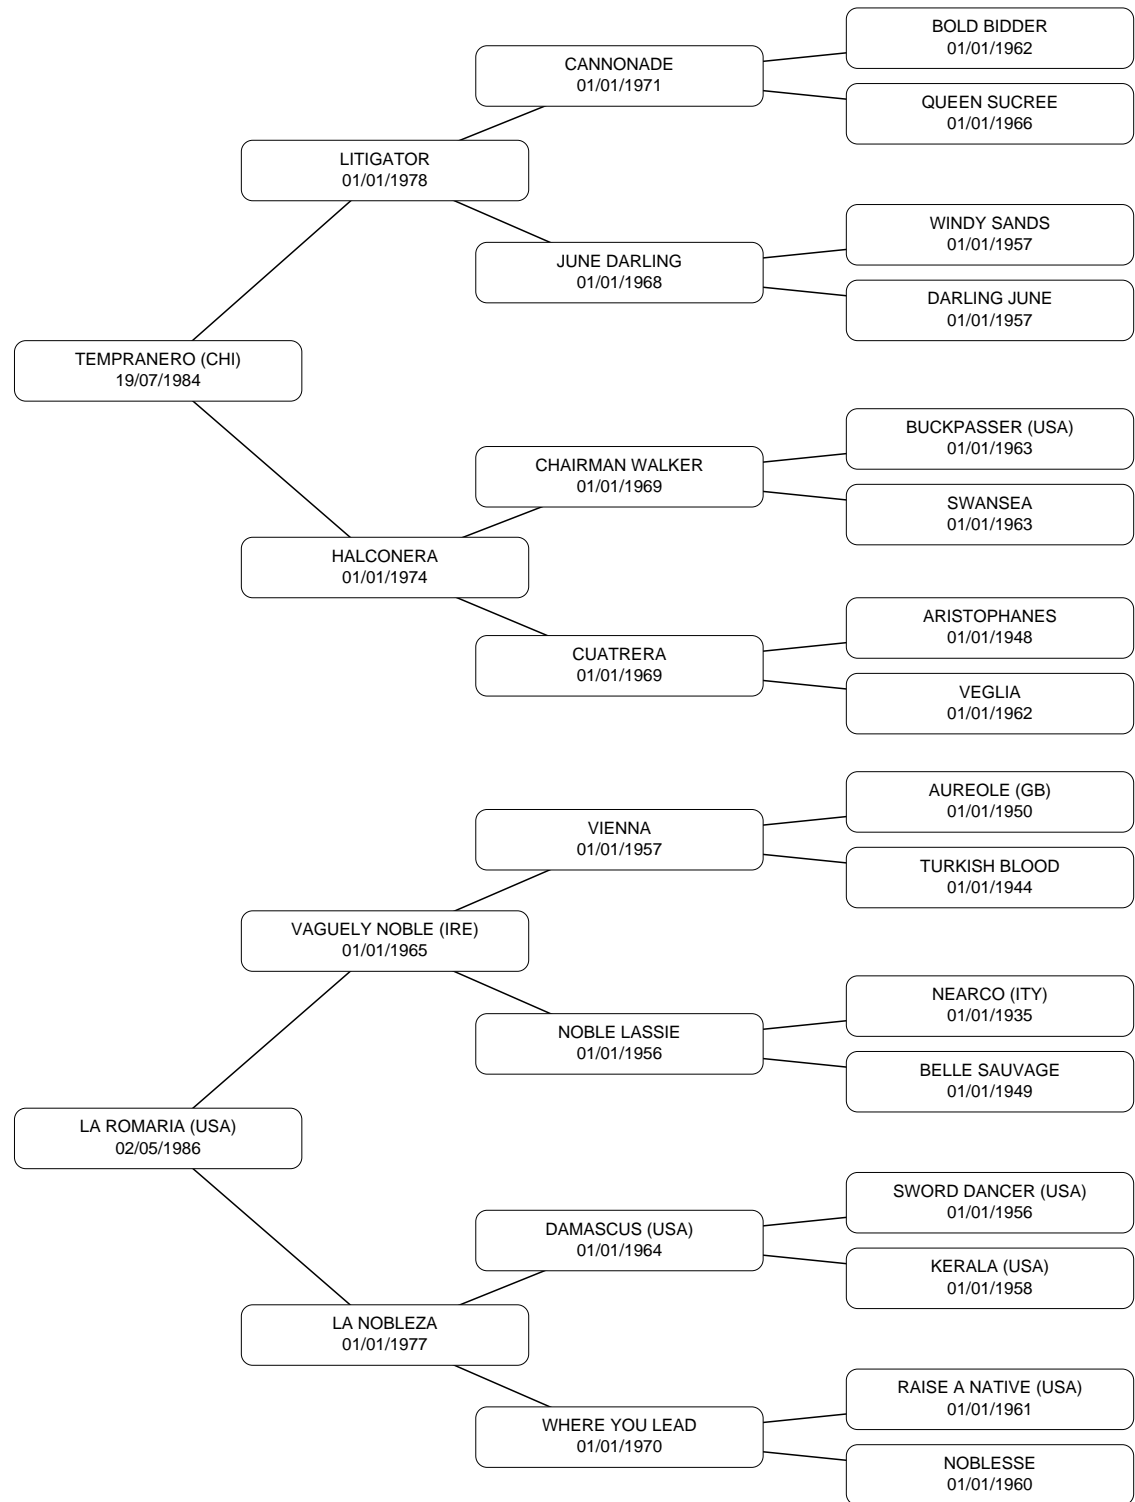 BOLD BIDDER
01/01/1962
CANNONADE
01/01/1971
QUEEN SUCREE
01/01/1966
LITIGATOR
01/01/1978
WINDY SANDS
01/01/1957
JUNE DARLING
01/01/1968
DARLING JUNE
01/01/1957
TEMPRANERO (CHI)
19/07/1984
BUCKPASSER (USA)
01/01/1963
CHAIRMAN WALKER
01/01/1969
SWANSEA
01/01/1963
HALCONERA
01/01/1974
ARISTOPHANES
01/01/1948
CUATRERA
01/01/1969
VEGLIA
01/01/1962
AUREOLE (GB)
01/01/1950
VIENNA
01/01/1957
TURKISH BLOOD
01/01/1944
VAGUELY NOBLE (IRE)
01/01/1965
NEARCO (ITY)
01/01/1935
NOBLE LASSIE
01/01/1956
BELLE SAUVAGE
01/01/1949
LA ROMARIA (USA)
02/05/1986
SWORD DANCER (USA)
01/01/1956
DAMASCUS (USA)
01/01/1964
KERALA (USA)
01/01/1958
LA NOBLEZA
01/01/1977
RAISE A NATIVE (USA)
01/01/1961
WHERE YOU LEAD
01/01/1970
NOBLESSE
01/01/1960